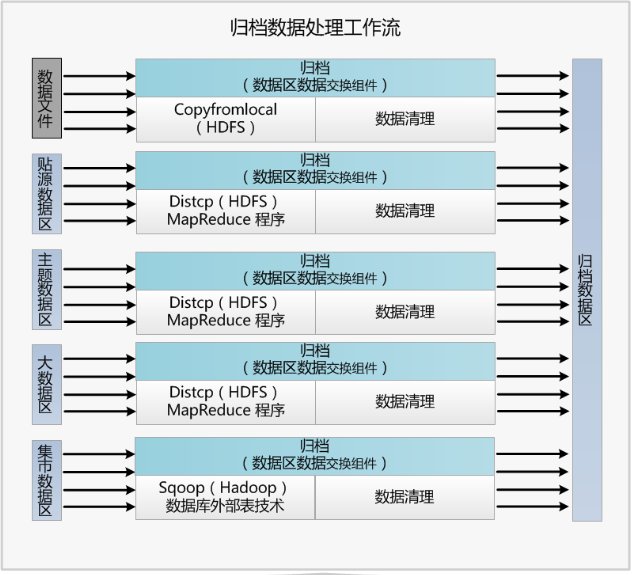 归档数据处理工作流
数据文件
归档
（数据区数据交换组件）
Copyfromlocal
（HDFS）
数据清理
贴源数据区
归档
（数据区数据交换组件）
Distcp（HDFS）
MapReduce 程序
数据清理
主题数据区
归档
（数据区数据交换组件）
Distcp（HDFS）
MapReduce 程序
数据清理
大数据区
归档
（数据区数据交换组件）
Distcp（HDFS）
MapReduce 程序
数据清理
集市数据区
归档
（数据区数据交换组件）
Sqoop（Hadoop）
数据库外部表技术
数据清理
归档数据区